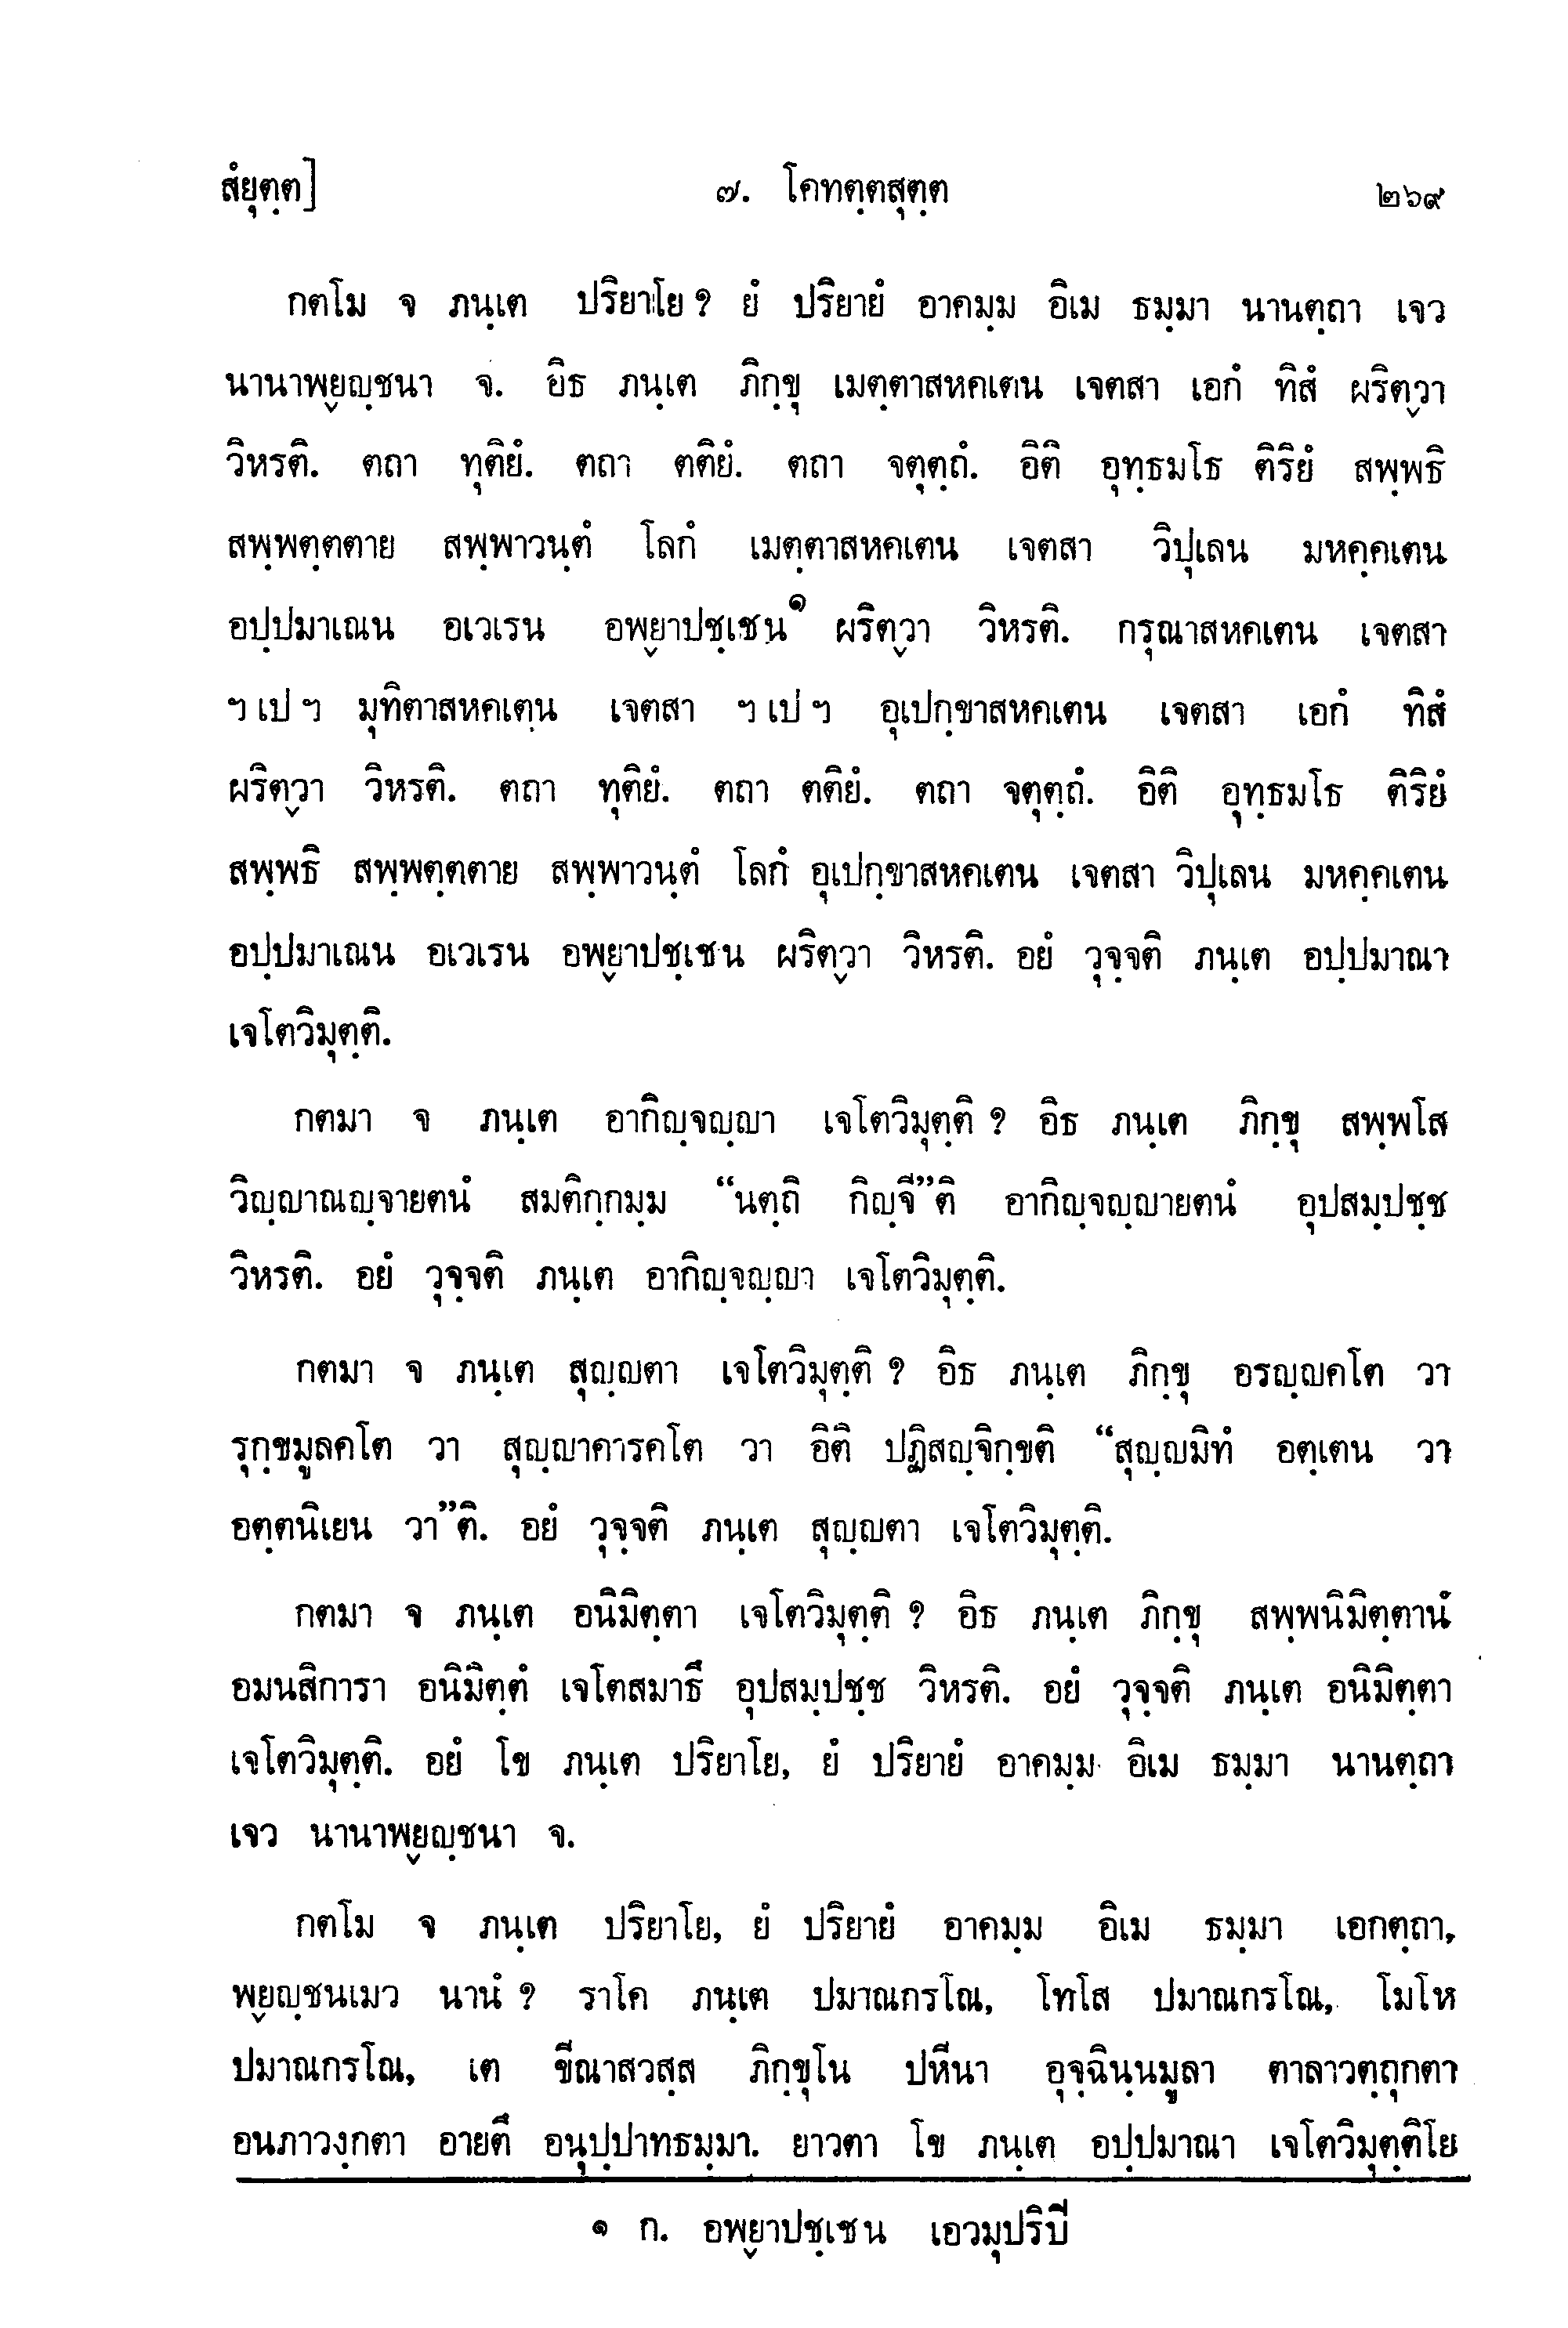 สํยุตฺต]	๗. โคทตฺตสุตฺต	๒๖๙
กตโม จ ภนฺเต ปริยาโย? ยํ ปริยายํ อาคมฺม อิเม ธมฺมา นานตฺถา เจว
นานาพฺยญฺชนา จ. อิธ ภนฺเต ภิกฺขุ เมตฺตาสหคเตน เจตสา เอกํ ทิสํ ผริตฺวา
วิหรติ. ตถา ทุติยํ. ตถา ตติยํ. ตถา จตุตฺถํ. อิติ อุทฺธมโธ ติริยํ สพฺพธิ
สพฺพตฺตตาย สพฺพาวนฺตํ โลกํ เมตฺตาสหคเตน เจตสา วิปุเลน มหคฺคเตน
อปฺปมาเณน อเวเรน อพฺยาปชฺเชน๑ ผริตฺวา วิหรติ. กรุณาสหคเตน เจตสา
ฯ เป ฯ มุทิตาสหคเตน เจตสา ฯ เป ฯ อุเปกฺขาสหคเตน เจตสา เอกํ ทิสํ
ผริตฺวา วิหรติ. ตถา ทุติยํ. ตถา ตติยํ. ตถา จตุตฺถํ. อิติ อุทฺธมโธ ติริยํ
สพฺพธิ สพฺพตฺตตาย สพฺพาวนฺตํ โลกํ อุเปกฺขาสหคเตน เจตสา วิปุเลน มหคฺคเตน
อปฺปมาเณน อเวเรน อพฺยาปชฺเชน ผริตฺวา วิหรติ. อยํ วุจฺจติ ภนฺเต อปฺปมาณา
เจโตวิมุตฺติ.
กตมา จ ภนฺเต อากิญฺจญฺญา เจโตวิมุตฺติ? อิธ ภนฺเต ภิกฺขุ สพฺพโส
วิญฺญาณญฺจายตนํ สมติกฺกมฺม “นตฺถิ กิญฺจี”ติ อากิญฺจญฺญายตนํ อุปสมฺปชฺช
วิหรติ. อยํ วุจฺจติ ภนฺเต อากิญฺจญฺญา เจโตวิมุตฺติ.
กตมา จ ภนฺเต สุญฺญตา เจโตวิมุตฺติ? อิธ ภนฺเต ภิกฺขุ อรญฺญคโต วา
รุกฺขมูลคโต วา สุญฺญาคารคโต วา อิติ ปฏิสญฺจิกฺขติ “สุญฺญมิทํ อตฺเตน วา
อตฺตนิเยน วา”ติ. อยํ วุจฺจติ ภนฺเต สุญฺญตา เจโตวิมุตฺติ.
กตมา จ ภนฺเต อนิมิตฺตา เจโตวิมุตฺติ? อิธ ภนฺเต ภิกฺขุ สพฺพนิมิตฺตานํ
อมนสิการา อนิมิตฺตํ เจโตสมาธึ อุปสมฺปชฺช วิหรติ. อยํ วุจฺจติ ภนฺเต อนิมิตฺตา
เจโตวิมุตฺติ. อยํ โข ภนฺเต ปริยาโย, ยํ ปริยายํ อาคมฺม อิเม ธมฺมา นานตฺถา
เจว นานาพฺยญฺชนา จ.
กตโม จ ภนฺเต ปริยาโย, ยํ ปริยายํ อาคมฺม อิเม ธมฺมา เอกตฺถา,
พฺยญฺชนเมว นานํ? ราโค ภนฺเต ปมาณกรโณ, โทโส ปมาณกรโณ, โมโห
ปมาณกรโณ, เต ขีณาสวสฺส ภิกฺขุโน ปหีนา อุจฺฉินฺนมูลา ตาลาวตฺถุกตา
อนภาวงฺกตา อายตึ อนุปฺปาทธมฺมา. ยาวตา โข ภนฺเต อปฺปมาณา เจโตวิมุตฺติโย
๑ ก. อพฺยาปชฺเชน เอวมุปริปิ